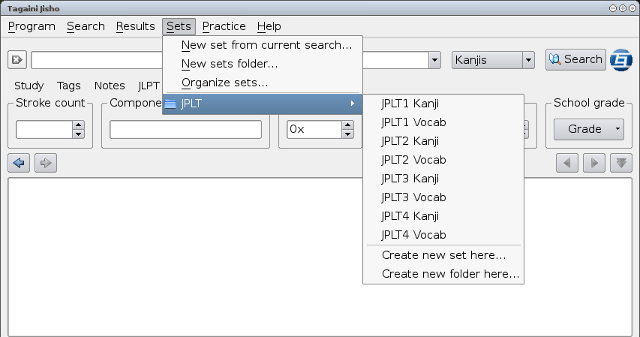 Tagaini Jisho
Program Search Results Sets Practice Help
New set from current search...
New sets folder...
Organize sets...
JPLT
Kanjis
Search
Study Tags Notes JLPT
Stroke count
School grade
0x
Grade
JPLT1 Kanji
JPLT1 Vocab
JPLT2 Kanji
JPLT2 Vocab
JPLT3 Kanji
JPLT3 Vocab
JPLT4 Kanji
JPLT4 Vocab
Create new set here...
Create new folder here...